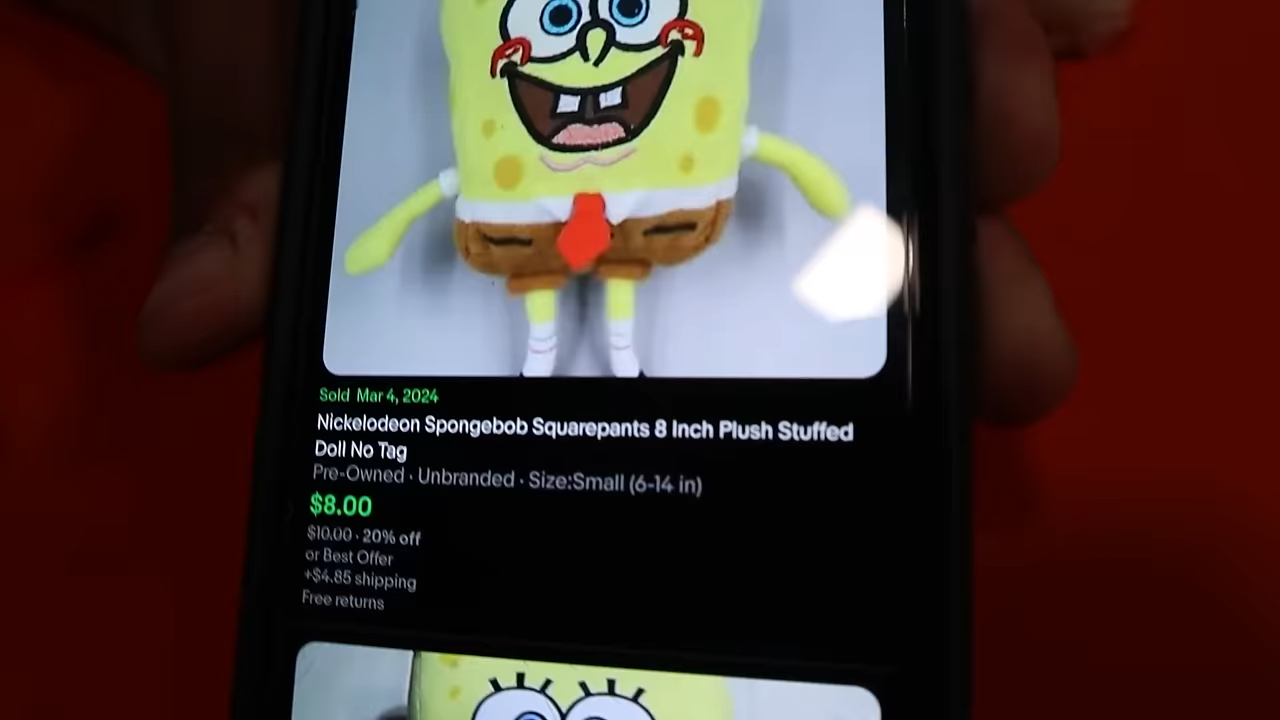 Sold Mar 4, 2024
Nickelodeon Spongebob Squarepants 8 Inch Plush Stuffed
Doll No Tag
Pre-Owned · Unbranded · Size:Small (6-14 in)
$8.00
$10.00 · 20% off
or Best Offer
+$4.85 shipping
Free returns